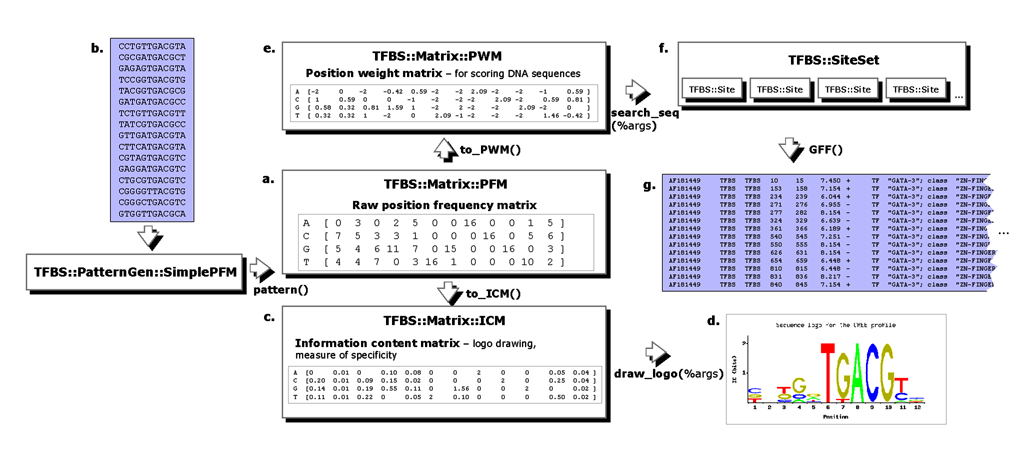 b.
CCTGTTGACGTA
CGCGATGACGCT
GAGAGTGACGTA
TCCGGTGACGTG
TACGGTGACGCG
GATGATGACGCC
TCTGTTGACGTT
TATCGTGACGCC
GTTGATGACGTA
CTTCATGACGTA
CGTAGTGACGTC
GAGGATGACGTC
CTGCGTGACGTC
CGGGGTTACGTG
CGGGCTGACGTC
GTGGTTGACGCA
TFBS::PatternGen::SimplePFM
pattern()
e.
TFBS::Matrix::PWM
Position weight matrix – for scoring DNA sequences
A [-2 0 -2 -0.42 0.59 -2 -2 2.09 -2 -2 -1 0.59]
C [ 1 0.59 0 0 -1 -2 -2 -2 2.09 -2 0.59 0.81]
G [ 0.58 0.32 0.81 1.59 1 -2 2 -2 -2 2.09 -2 0 ]
T [ 0.32 0.32 1 -2 0 2.09 -1 -2 -2 -2 1.46 -0.42]
to_PWM()
a.
TFBS::Matrix::PFM
Raw position frequency matrix
A [ 0 3 0 2 5 0 0 16 0 0 1 5]
C [ 7 5 3 3 1 0 0 0 16 0 5 6]
G [ 5 4 6 11 7 0 15 0 0 16 0 3]
T [ 4 4 7 0 3 16 1 0 0 0 10 2]
to_ICM()
c.
TFBS::Matrix::ICM
Information content matrix – logo drawing,
measure of specificity
A [0 0.01 0 0.10 0.08 0 0 2 0 0 0.05 0.04]
C [0.20 0.01 0.09 0.15 0.02 0 0 0 2 0 0.25 0.04]
G [0.14 0.01 0.19 0.55 0.11 0 1.56 0 0 2 0 0.02]
T [0.11 0.01 0.22 0 0.05 2 0.10 0 0 0 0.50 0.02]
search_seq
(%args)
f.
TFBS::SiteSet
TFBS::Site TFBS::Site TFBS::Site TFBS::Site ...
GFF()
g.
AF181449 TFBS TFBS 10 15 7.450 + TF "GATA-3"; class "ZN-FING
AF181449 TFBS TFBS 153 158 7.154 + TF "GATA-3"; class "ZN-FINGE
AF181449 TFBS TFBS 234 239 6.044 + TF "GATA-3"; class "ZN-FINGE
AF181449 TFBS TFBS 271 276 6.955 - TF "GATA-3"; class "ZN-FING
AF181449 TFBS TFBS 277 282 8.154 - TF "GATA-3"; class "ZN-FINGE
AF181449 TFBS TFBS 324 329 6.639 - TF "GATA-3"; class "ZN-FINGE
AF181449 TFBS TFBS 361 366 6.189 + TF "GATA-3"; class "ZN-FINGE
AF181449 TFBS TFBS 540 545 7.251 - TF "GATA-3"; class "ZN-FING
AF181449 TFBS TFBS 550 555 8.154 - TF "GATA-3"; class "ZN-FINGE
AF181449 TFBS TFBS 626 631 8.154 - TF "GATA-3"; class "ZN-FINGER
AF181449 TFBS TFBS 654 659 6.448 + TF "GATA-3"; class "ZN-FINGE
AF181449 TFBS TFBS 810 815 6.448 - TF "GATA-3"; class "ZN-FINGER
AF181449 TFBS TFBS 831 836 8.217 - TF "GATA-3"; class "ZN-FINGE
AF181449 TFBS TFBS 840 845 7.154 + TF "GATA-3"; class "ZN-FING
...
draw_logo(%args)
d.
Sequence logo for the CREB profile
IC (bits)
2
1
TGACGT
1 2 3 4 5 6 7 8 9 10 11 12
Position